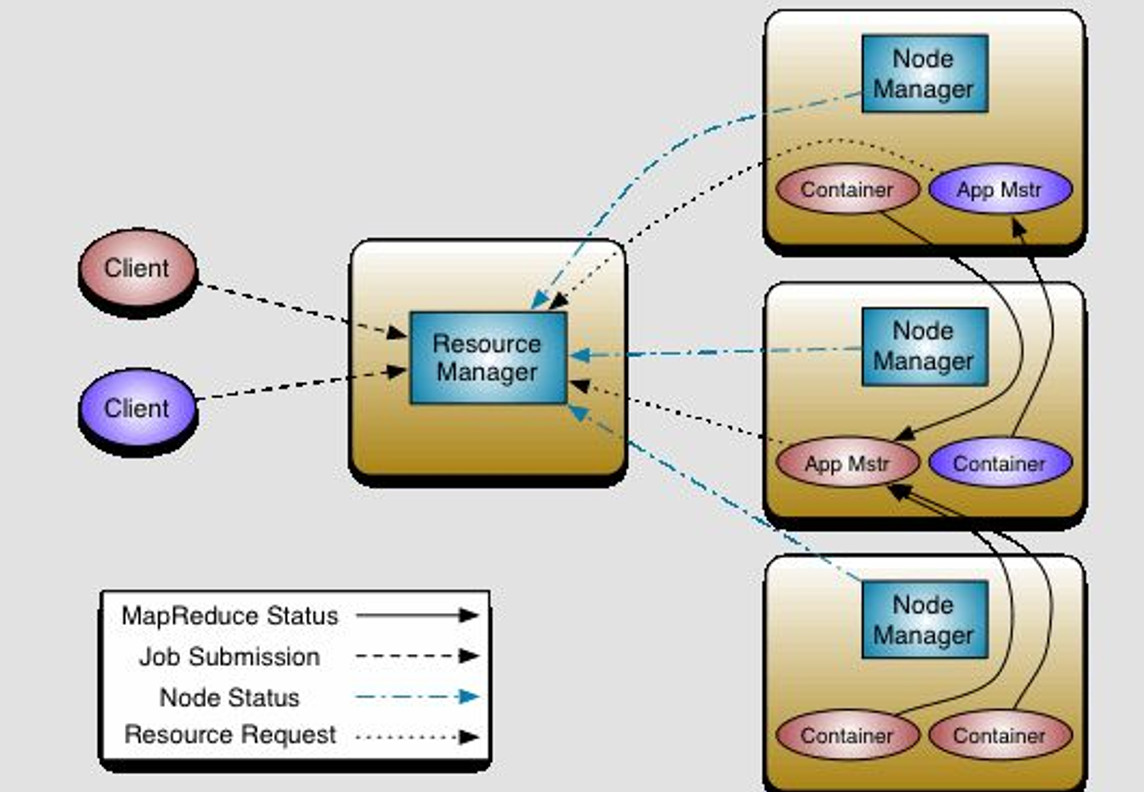 Node
Manager
Container
App Mstr
Client
Resource
Manager
Node
Manager
Client
App Mstr
Container
MapReduce Status
Job Submission
Node Status
Resource Request
Node
Manager
Container
Container